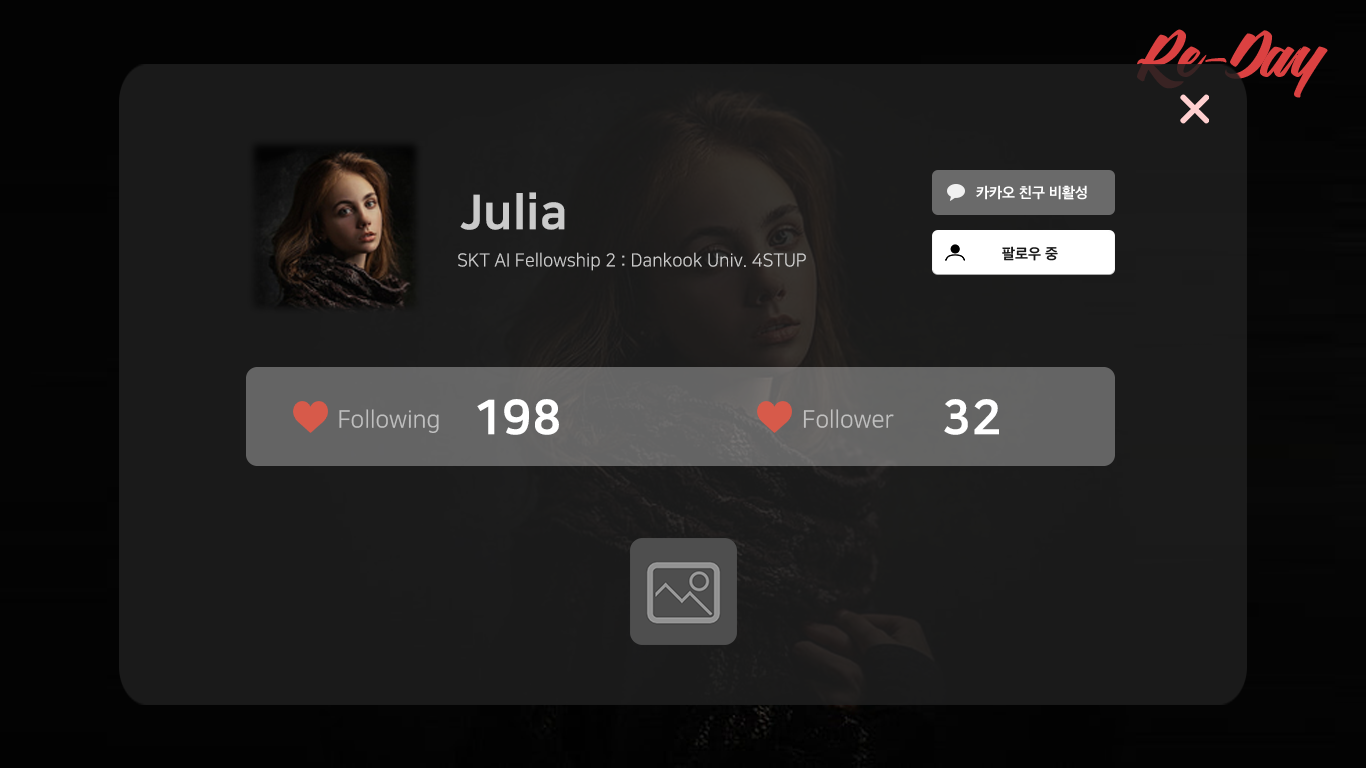 Re-Day
Julia
SKT AI Fellowship 2 : Dankook Univ. 4STUP
카카오 친구 비활성
팔로우 중
Following 198
Follower 32